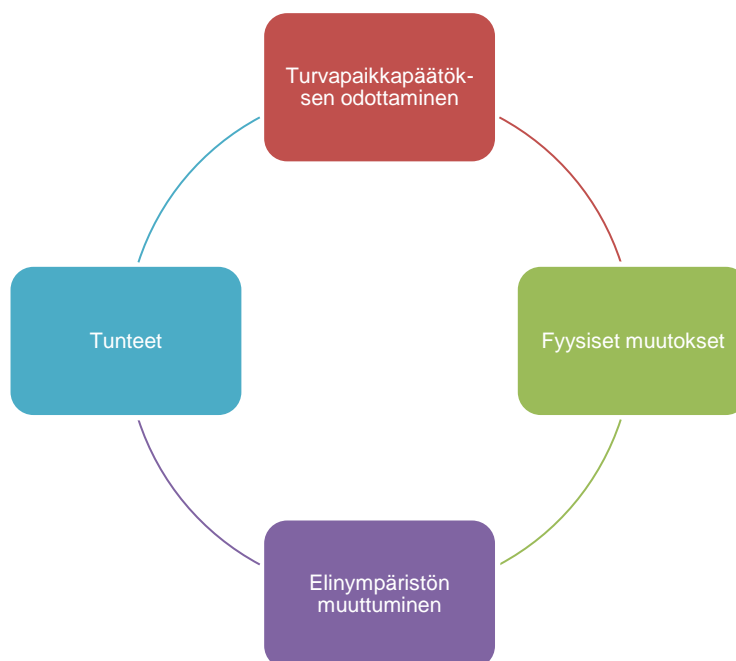 Turvapaikkapäätök-
sen odottaminen
Tunteet
Fyysiset muutokset
Elinympäristön
muuttuminen